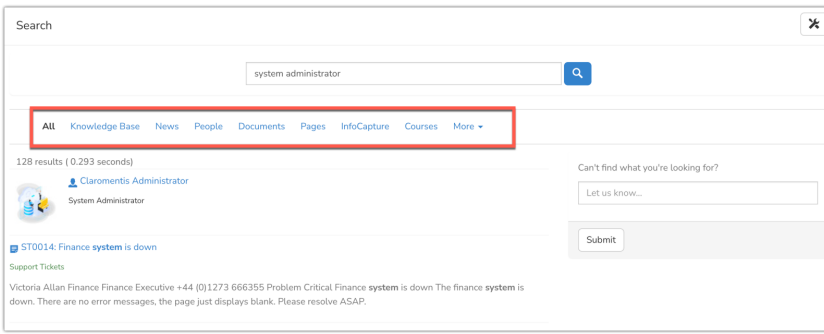 Search
system administrator
All Knowledge Base News People Documents Pages InfoCapture Courses More
128 results ( 0.293 seconds)
Claromentis Administrator
System Administrator
ST0014: Finance system is down
Support Tickets
Victoria Allan Finance Finance Executive +44 (0)1273 666355 Problem Critical Finance system is down The finance system is
down. There are no error messages, the page just displays blank. Please resolve ASAP.
Can't find what you're looking for?
Let us know...
Submit